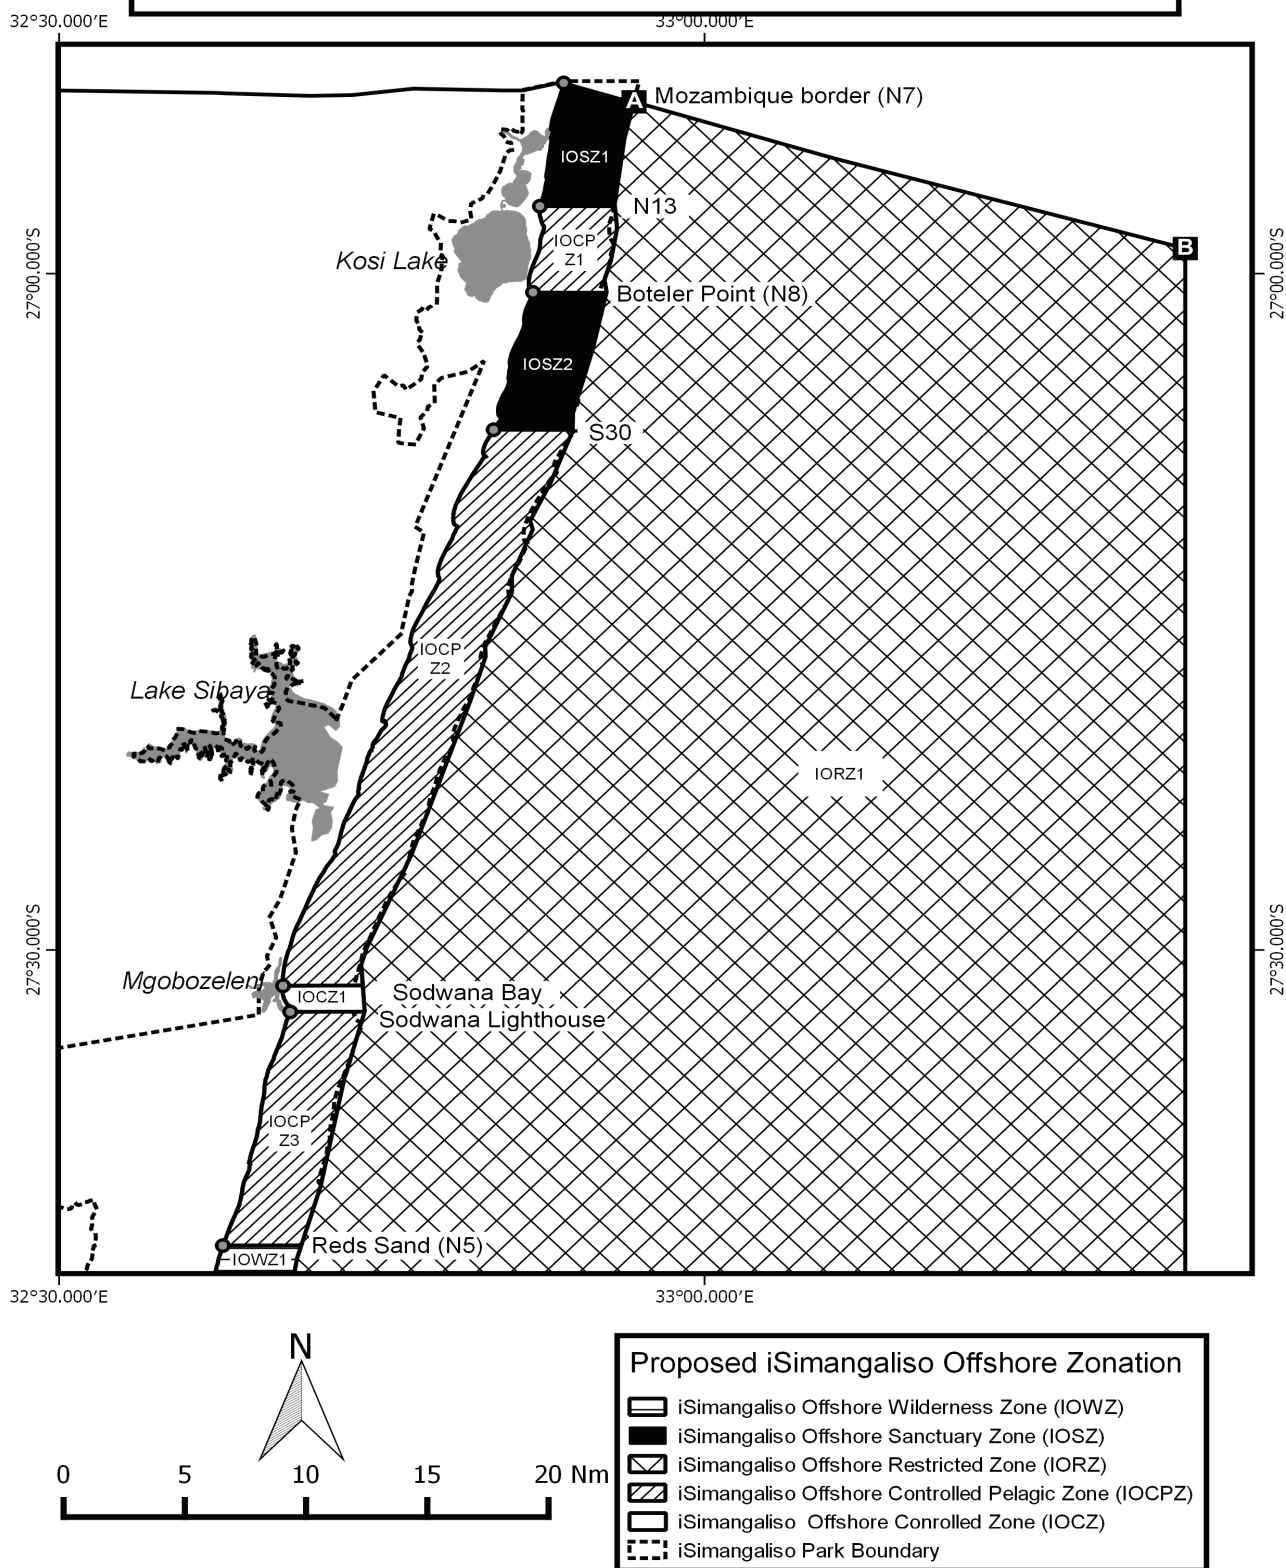 32°30.000'E
33°00.000'E
Mozambique border (N7)
A
IOSZ1
N13
IOCP
Z1
Kosi Lake
B
27°00.000'S
27°00.000'S
Boteler Point (N8)
IOSZ2
S30
IOCP
Z2
Lake Sibaya
IORZ1
27°30.000'S
27°30.000'S
Mgobozeleni
IOCZ1
Sodwana Bay
Sodwana Lighthouse
IOCP
Z3
Reds Sand (N5)
IOWZ1
32°30.000'E
33°00.000'E
N
0 5 10 15 20 Nm
Proposed iSimangaliso Offshore Zonation
iSimangaliso Offshore Wilderness Zone (IOWZ)
iSimangaliso Offshore Sanctuary Zone (IOSZ)
iSimangaliso Offshore Restricted Zone (IORZ)
iSimangaliso Offshore Controlled Pelagic Zone (IOCPZ)
iSimangaliso Offshore Conrolled Zone (IOCZ)
iSimangaliso Park Boundary